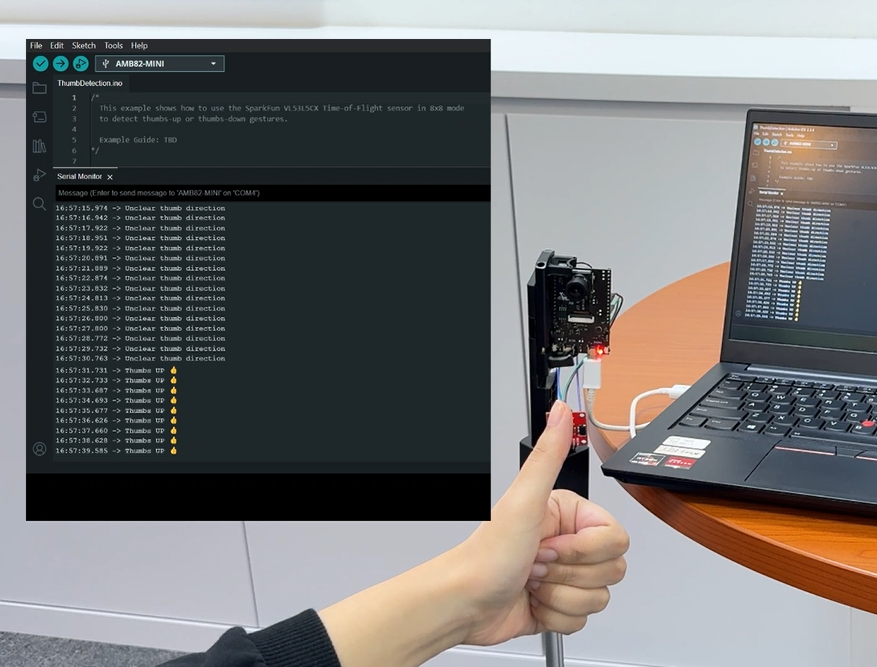 File Edit Sketch Tools Help
AMB82-MINI
ThumbDetection.ino
1 /*
2 This example shows how to use the SparkFun VL53L5CX Time-of-Flight sensor in 8x8 mode
3 to detect thumbs-up or thumbs-down gestures.
4
5 Example Guide: TBD
6 */
7
Serial Monitor
Message (Enter to send message to 'AMB82-MINI' on 'COM4')
16:57:15.974 -> Unclear thumb direction
16:57:16.942 -> Unclear thumb direction
16:57:17.922 -> Unclear thumb direction
16:57:18.951 -> Unclear thumb direction
16:57:19.922 -> Unclear thumb direction
16:57:20.891 -> Unclear thumb direction
16:57:21.889 -> Unclear thumb direction
16:57:22.874 -> Unclear thumb direction
16:57:23.832 -> Unclear thumb direction
16:57:24.813 -> Unclear thumb direction
16:57:25.830 -> Unclear thumb direction
16:57:26.800 -> Unclear thumb direction
16:57:27.800 -> Unclear thumb direction
16:57:28.772 -> Unclear thumb direction
16:57:29.732 -> Unclear thumb direction
16:57:30.763 -> Unclear thumb direction
16:57:31.731 -> Thumbs UP 👍
16:57:32.733 -> Thumbs UP 👍
16:57:33.687 -> Thumbs UP 👍
16:57:34.693 -> Thumbs UP 👍
16:57:35.677 -> Thumbs UP 👍
16:57:36.626 -> Thumbs UP 👍
16:57:37.660 -> Thumbs UP 👍
16:57:38.628 -> Thumbs UP 👍
16:57:39.585 -> Thumbs UP 👍